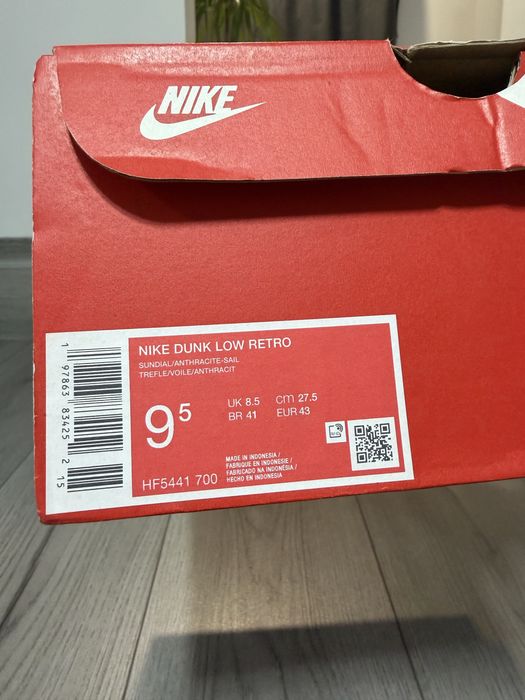 NIKE
NIKE DUNK LOW RETRO
SUNDIAL/ANTHRACITE-SAIL
TREFLE/VOILE/ANTHRACIT
9 5
UK 8.5 CM 27.5
BR 41 EUR 43
MADE IN INDONESIA /
FABRIQUE EN INDONESIE /
FABRICADO NA INDONÉSIA /
HECHO EN INDONESIA
HF5441 700
1 97863 83425 2 15